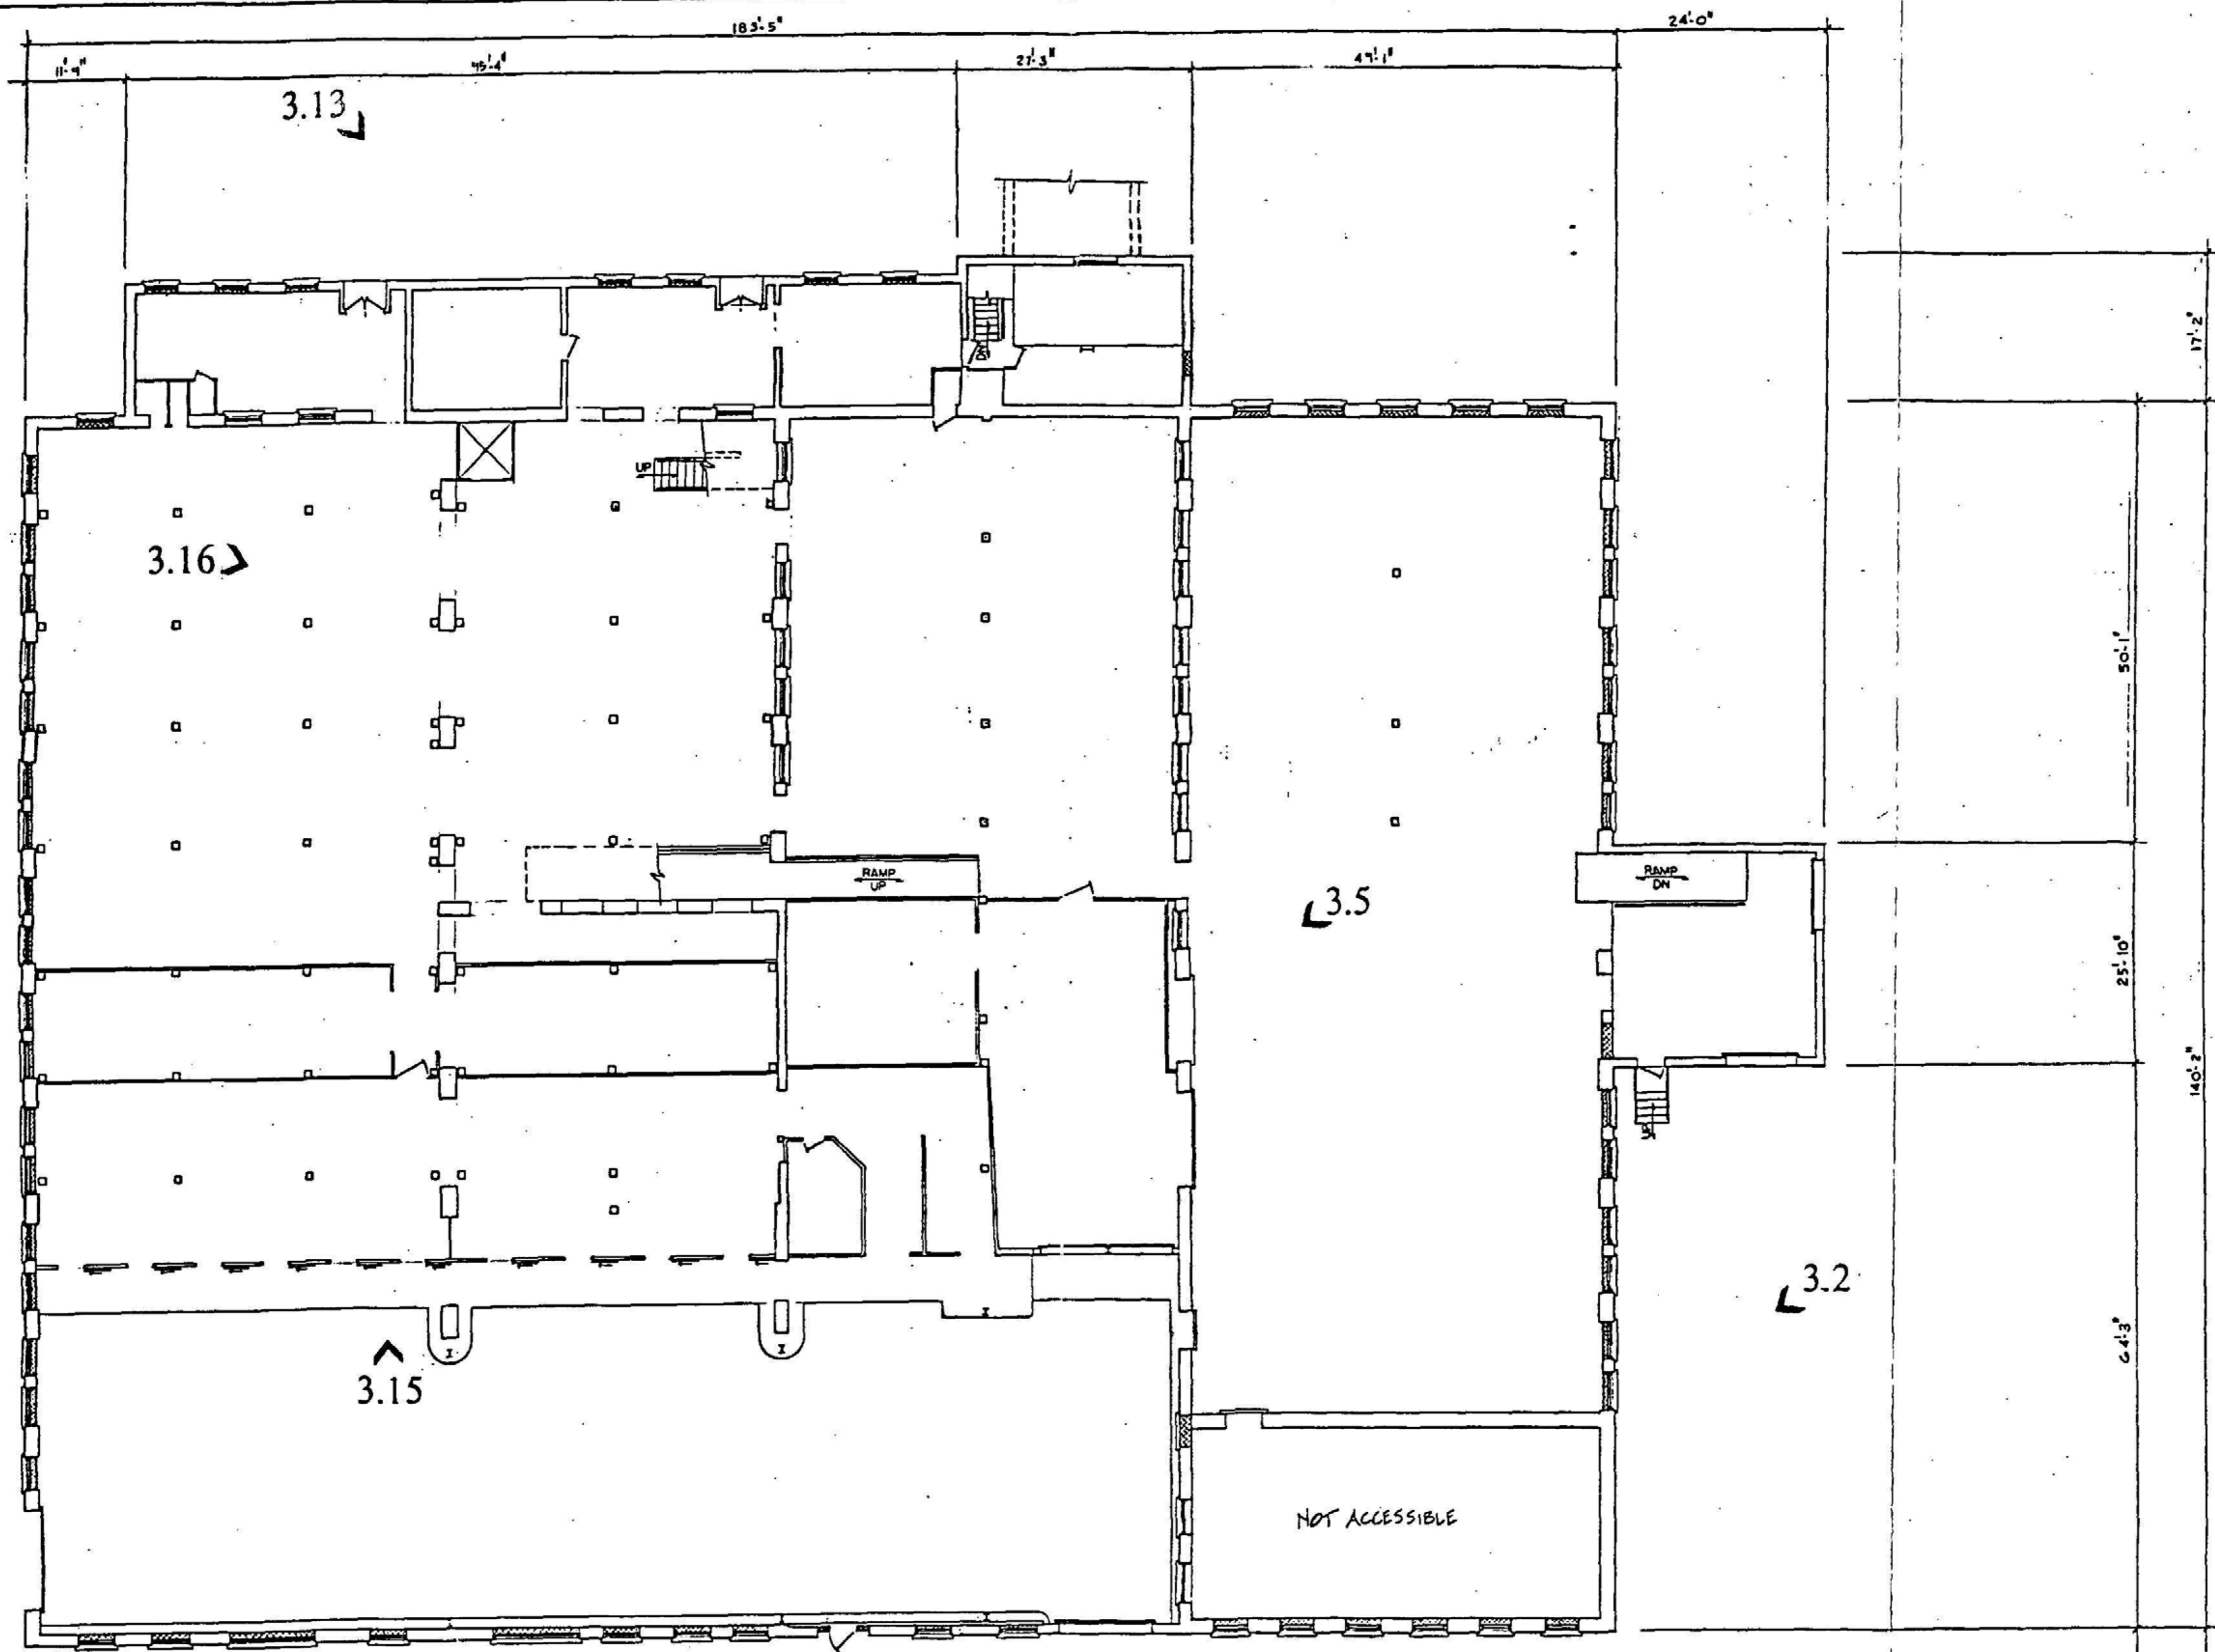 183'-5"
24'-0"
11'-9"
95'-4"
27'-3"
49'-1"
3.13
17'-2"
DN
UP
3.16
50'-1"
RAMP
UP
RAMP
DN
3.5
25'-10"
140'-2"
UP
3.2
64'-3"
3.15
NOT ACCESSIBLE